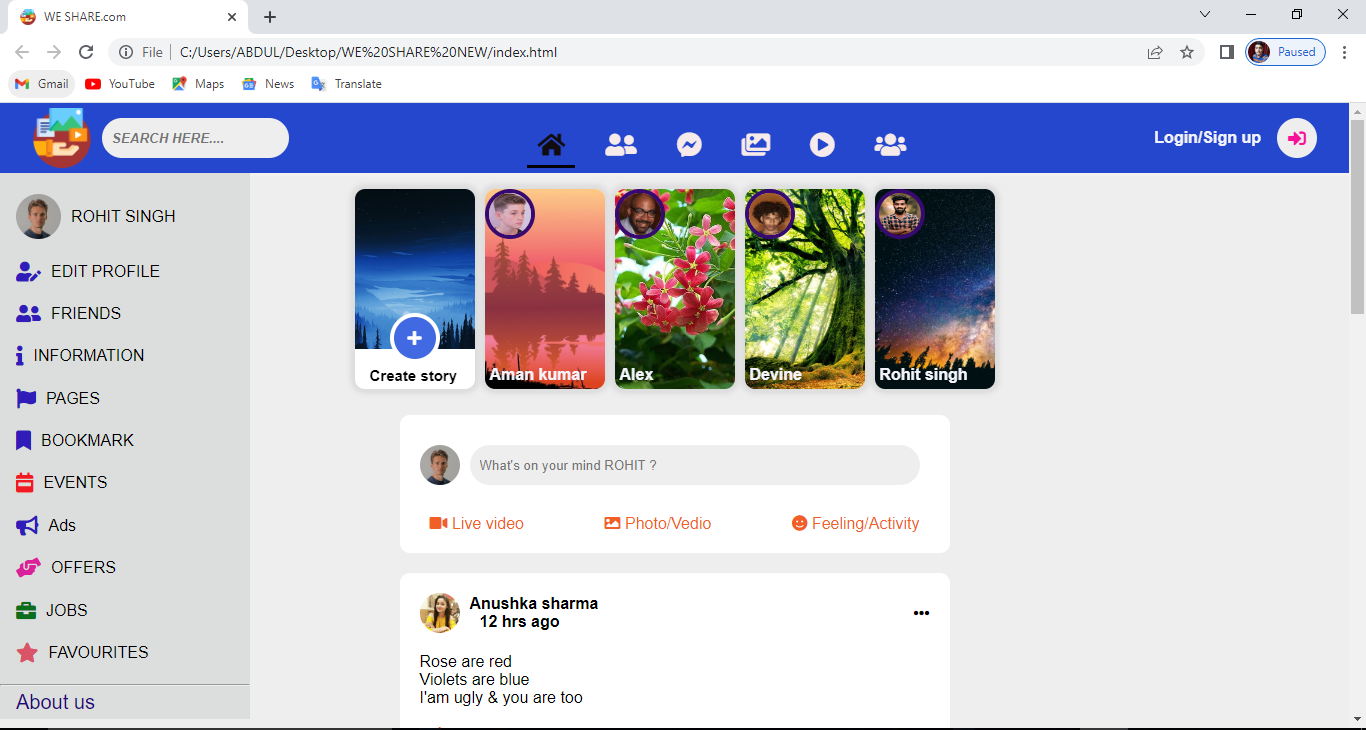 WE SHARE.com
File
C:/Users/ABDUL/Desktop/WE%20SHARE%20NEW/index.html
Paused
Gmail
YouTube
Maps
News
Translate
SEARCH HERE....
Login/Sign up
ROHIT SINGH
EDIT PROFILE
FRIENDS
INFORMATION
PAGES
BOOKMARK
EVENTS
Ads
OFFERS
JOBS
FAVOURITES
About us
Create story
Aman kumar
Alex
Devine
Rohit singh
What's on your mind ROHIT ?
Live video
Photo/Vedio
Feeling/Activity
Anushka sharma
12 hrs ago
Rose are red
Violets are blue
I'am ugly & you are too